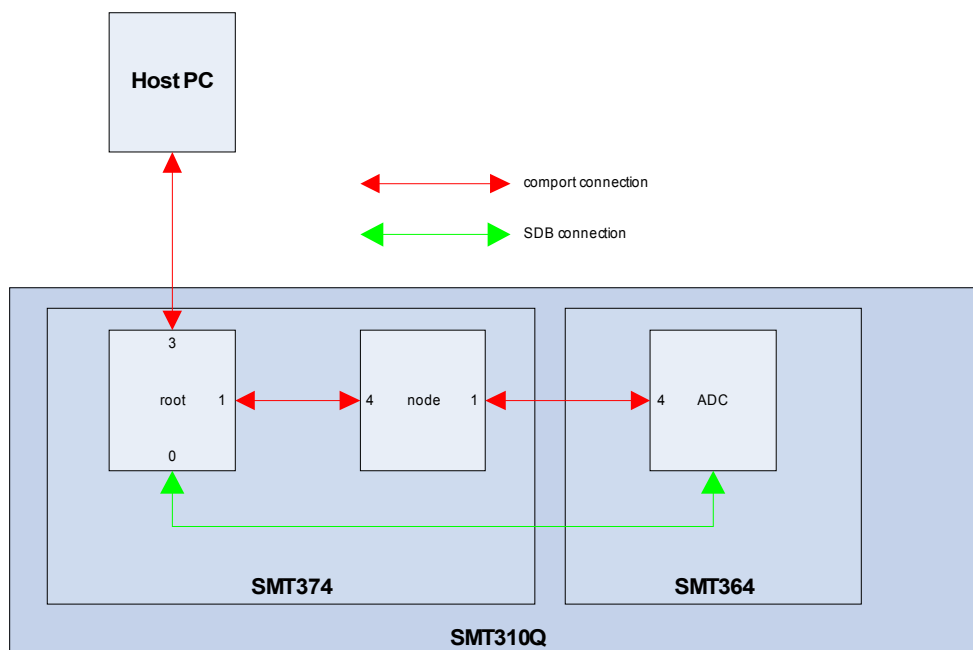 Host PC
comport connection
SDB connection
3
root
1
0
4
node
1
4
ADC
SMT374
SMT364
SMT310Q